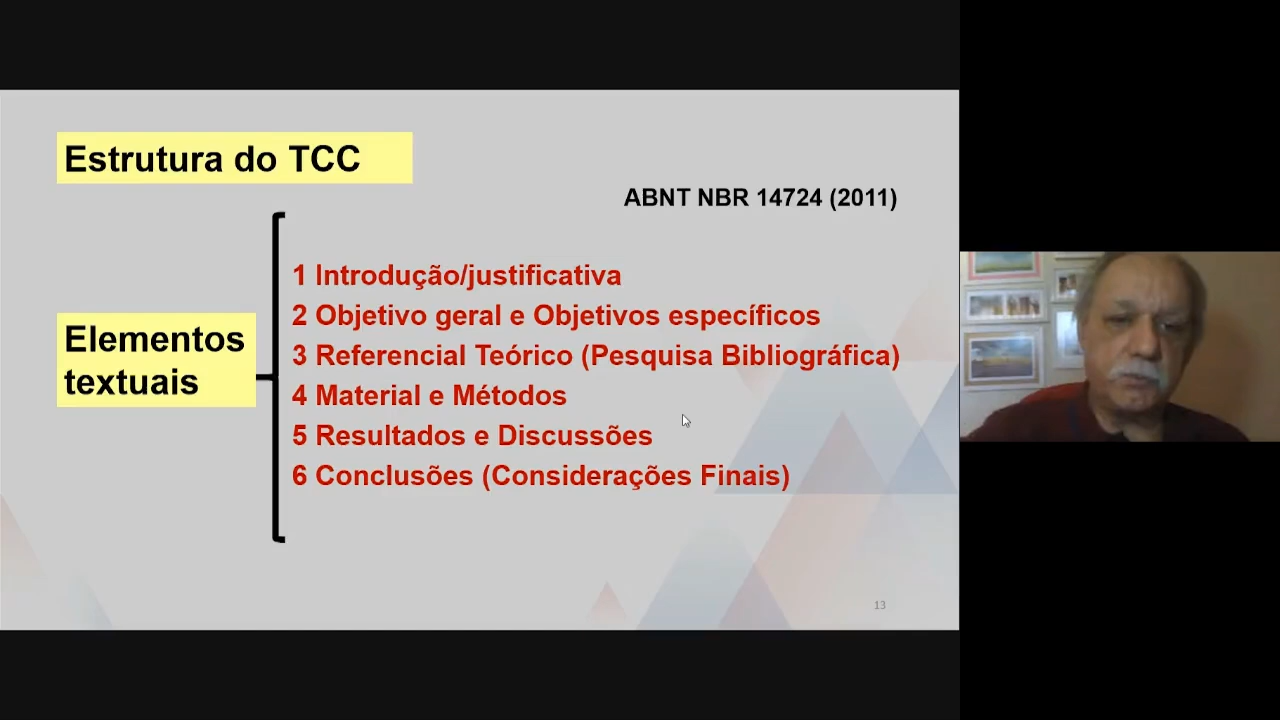 Estrutura do TCC
ABNT NBR 14724 (2011)
Elementos
textuais
1 Introdução/justificativa
2 Objetivo geral e Objetivos específicos
3 Referencial Teórico (Pesquisa Bibliográfica)
4 Material e Métodos
5 Resultados e Discussões
6 Conclusões (Considerações Finais)
13